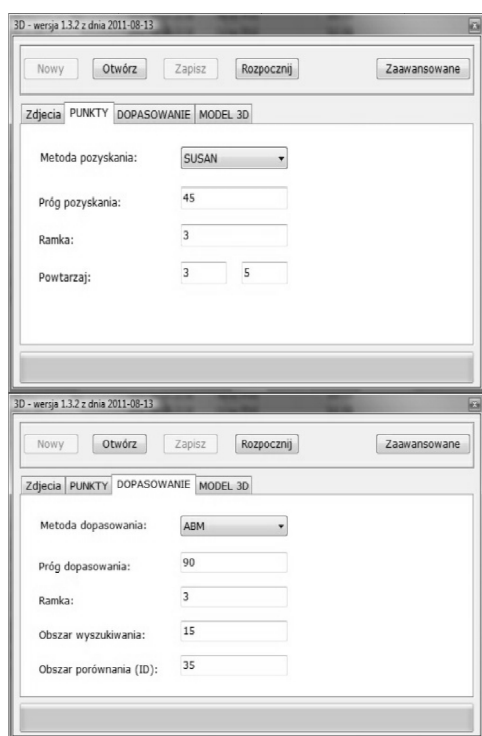 3D - wersja 1.3.2 z dnia 2011-08-13
Nowy Otwórz Zapisz Rozpocznij Zaawansowane
Zdjecia PUNKTY DOPASOWANIE MODEL 3D
Metoda pozyskania: SUSAN
Próg pozyskania: 45
Ramka: 3
Powtarzaj: 3 5
3D - wersja 1.3.2 z dnia 2011-08-13
Nowy Otwórz Zapisz Rozpocznij Zaawansowane
Zdjecia PUNKTY DOPASOWANIE MODEL 3D
Metoda dopasowania: ABM
Próg dopasowania: 90
Ramka: 3
Obszar wyszukiwania: 15
Obszar porównania (ID): 35